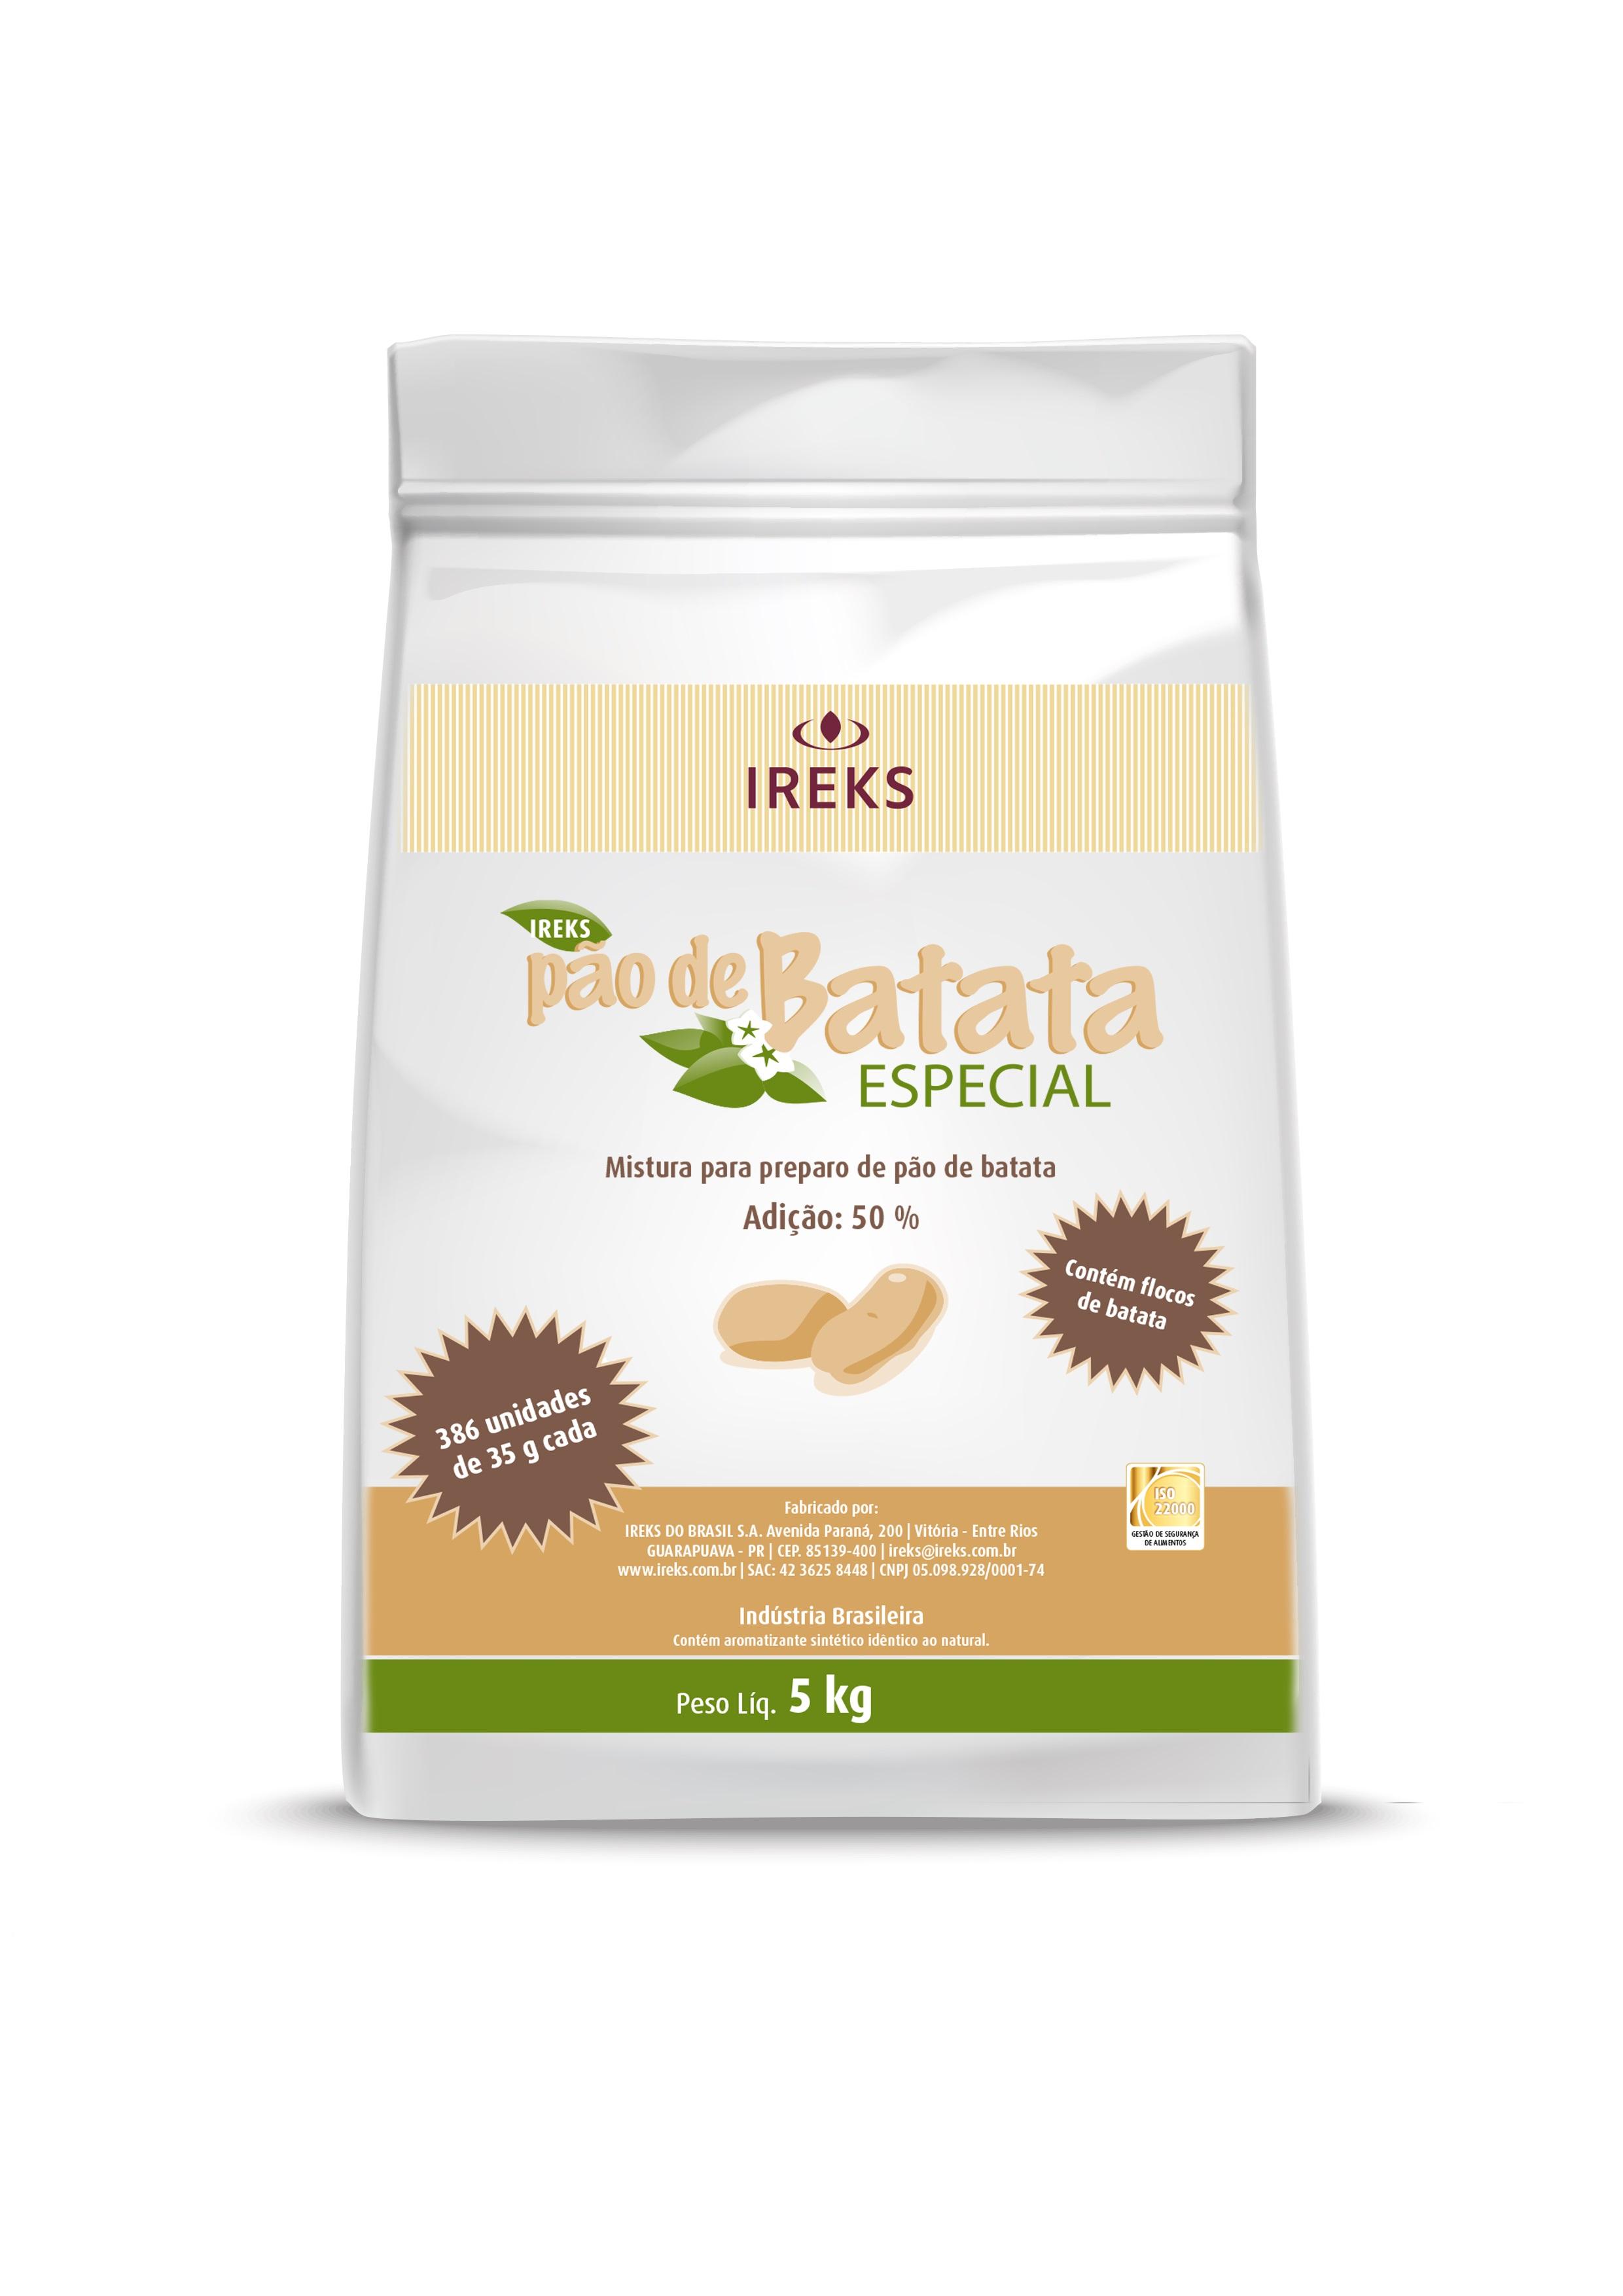 IREKS
IREKS
pão de Batata
ESPECIAL
Mistura para preparo de pão de batata
Adição: 50 %
Contém flocos
de batata
386 unidades
de 35 g cada
ISO
22000
GESTÃO DE SEGURANÇA
DE ALIMENTOS
Fabricado por:
IREKS DO BRASIL S.A. Avenida Paraná, 200 | Vitória - Entre Rios
GUARAPUAVA - PR | CEP. 85139-400 | ireks@ireks.com.br
www.ireks.com.br | SAC: 42 3625 8448 | CNPJ 05.098.928/0001-74
Indústria Brasileira
Contém aromatizante sintético idêntico ao natural.
Peso Líq. 5 kg